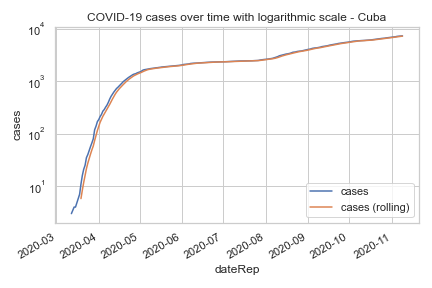 COVID-19 cases over time with logarithmic scale - Cuba
cases
10⁴
10³
10²
10¹
cases
cases (rolling)
2020-03
2020-04
2020-05
2020-06
2020-07
2020-08
2020-09
2020-10
2020-11
dateRep